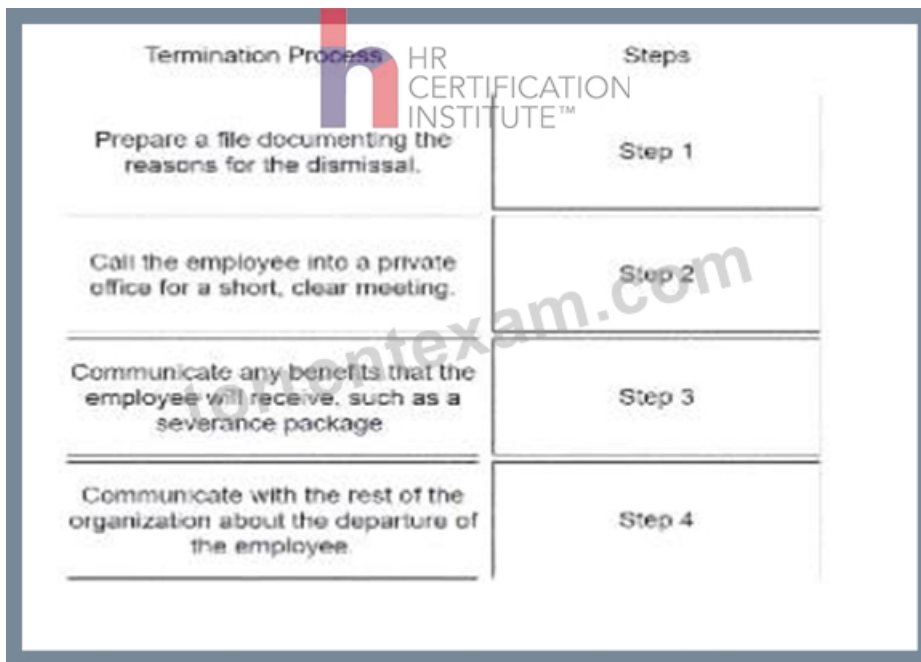 Termination Process
Steps
HR
CERTIFICATION
INSTITUTE™
Prepare a file documenting the
reasons for the dismissal.
Step 1
Call the employee into a private
office for a short, clear meeting.
Step 2
Communicate any benefits that the
employee will receive, such as a
severance package
Step 3
Communicate with the rest of the
organization about the departure of
the employee.
Step 4
torrentexam.com